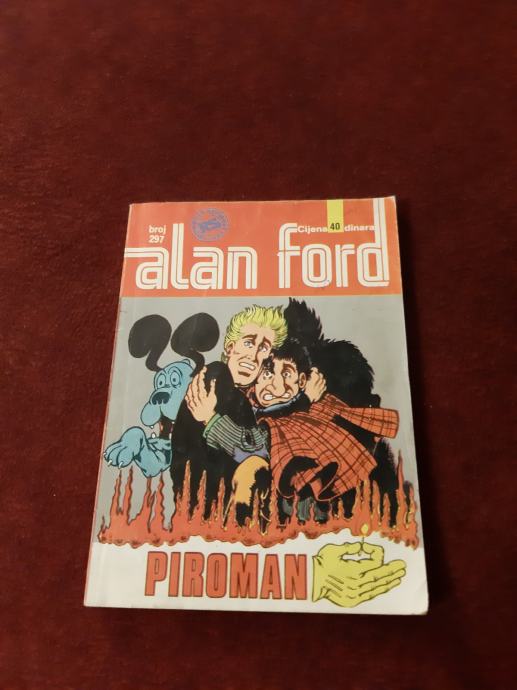 broj
297
Cijena 40 dinara
alan ford
PIROMAN